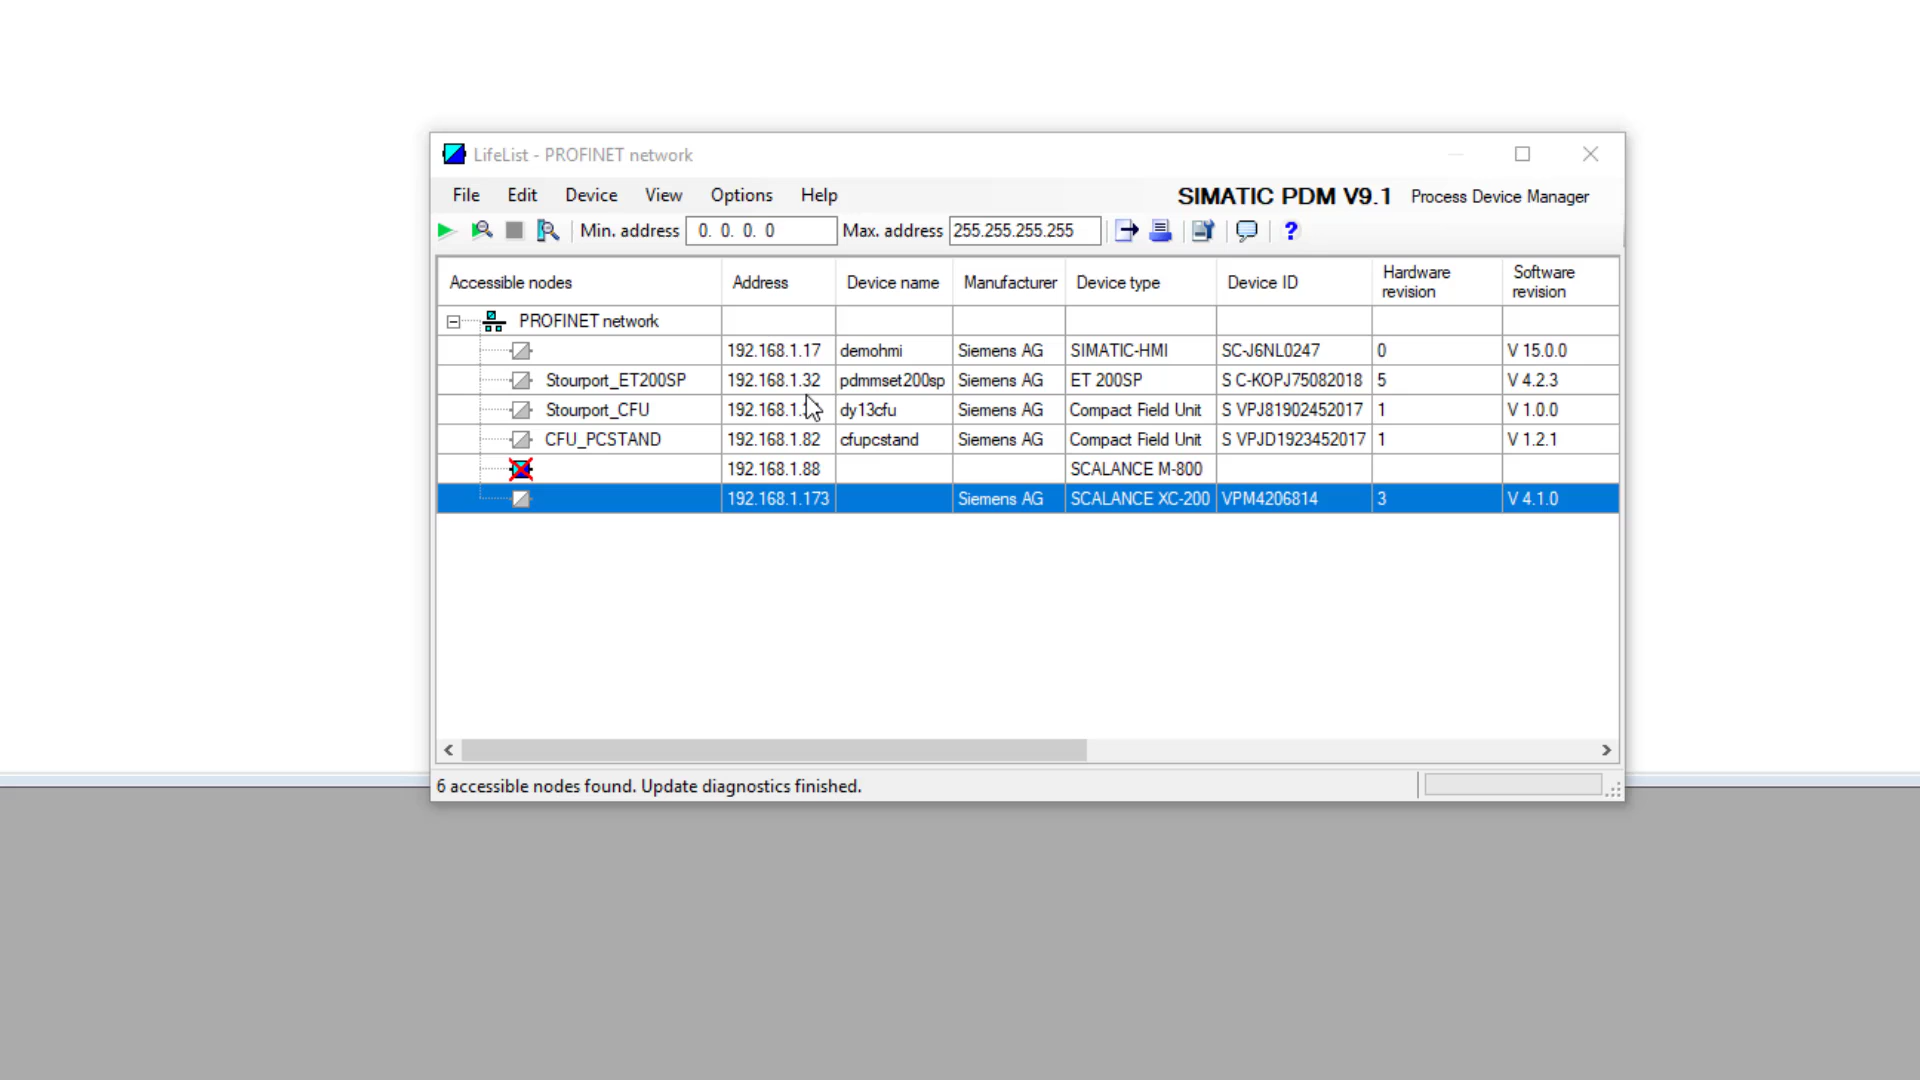 LifeList - PROFINET network
File Edit Device View Options Help SIMATIC PDM V9.1 Process Device Manager
Min. address 0. 0. 0. 0 Max. address 255.255.255.255 ?
Accessible nodes Address Device name Manufacturer Device type Device ID Hardware revision Software revision
PROFINET network
192.168.1.17 demohmi Siemens AG SIMATIC-HMI SC-J6NL0247 0 V 15.0.0
Stourport_ET200SP 192.168.1.32 pdmmset200sp Siemens AG ET 200SP S C-KOPJ75082018 5 V 4.2.3
Stourport_CFU dy13cfu Siemens AG Compact Field Unit S VPJ81902452017 1 V 1.0.0
CFU_PCSTAND 192.168.1.82 cfupcstand Siemens AG Compact Field Unit S VPJD1923452017 1 V 1.2.1
192.168.1.88 SCALANCE M-800
192.168.1.173 Siemens AG SCALANCE XC-200 VPM4206814 3 V 4.1.0
6 accessible nodes found. Update diagnostics finished.